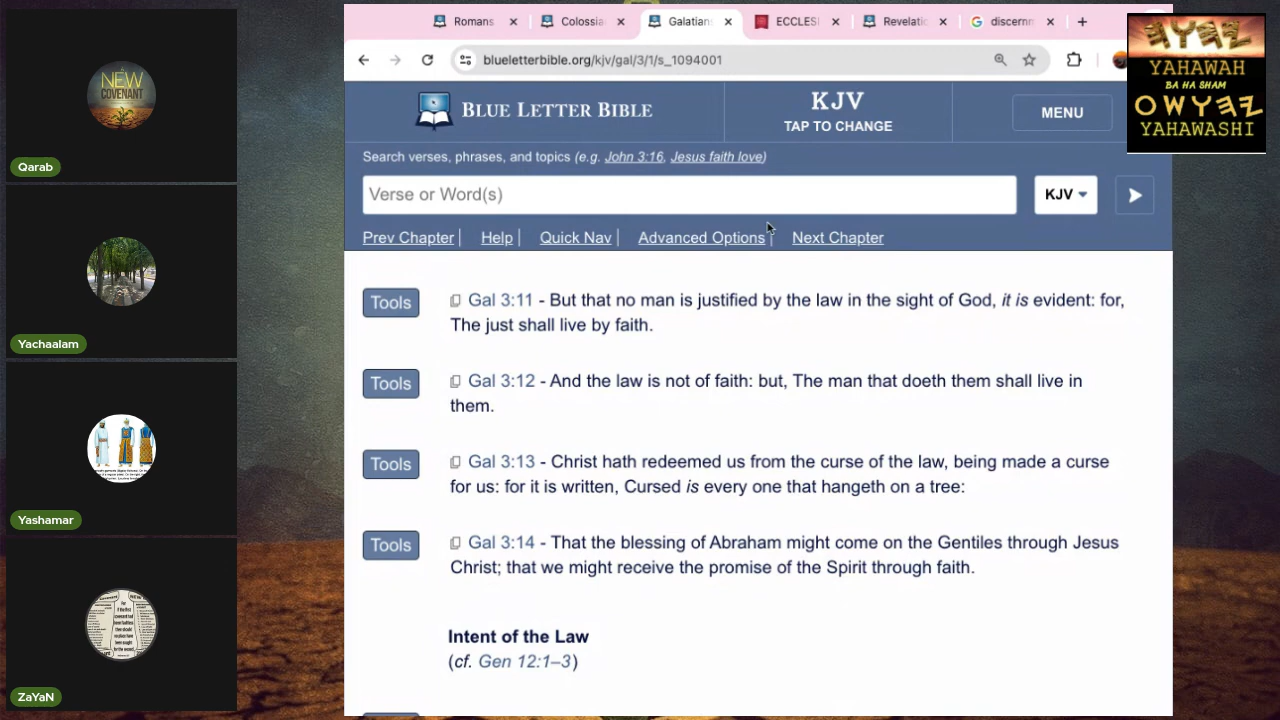 NEW
COVENANT
Qarab
Yachaalam
Yashamar
ZaYaN
Romans
Colossia
Galatian
ECCLES
Revelatio
discernm
blueletterbible.org/kjv/gal/3/1/s_1094001
BLUE LETTER BIBLE
KJV
TAP TO CHANGE
MENU
Search verses, phrases, and topics (e.g. John 3:16, Jesus faith love)
Verse or Word(s)
KJV
Prev Chapter | Help | Quick Nav | Advanced Options | Next Chapter
Tools
Gal 3:11 - But that no man is justified by the law in the sight of God, it is evident: for,
The just shall live by faith.
Tools
Gal 3:12 - And the law is not of faith: but, The man that doeth them shall live in
them.
Tools
Gal 3:13 - Christ hath redeemed us from the curse of the law, being made a curse
for us: for it is written, Cursed is every one that hangeth on a tree:
Tools
Gal 3:14 - That the blessing of Abraham might come on the Gentiles through Jesus
Christ; that we might receive the promise of the Spirit through faith.
Intent of the Law
(cf. Gen 12:1–3)
YAHAWAH
BA HA SHAM
YAHAWASHI